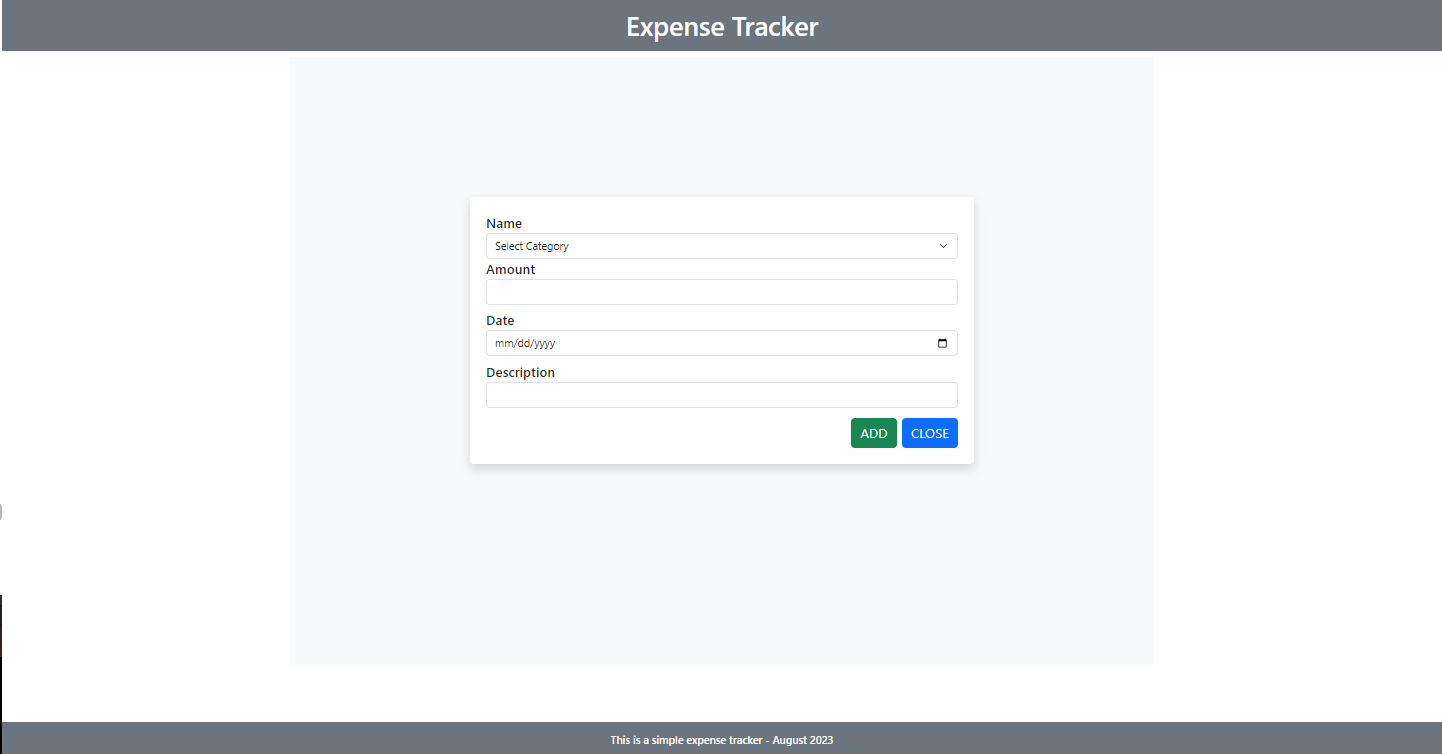 Expense Tracker
Name
Select Category
Amount
Date
mm/dd/yyyy
Description
ADD CLOSE
This is a simple expense tracker - August 2023